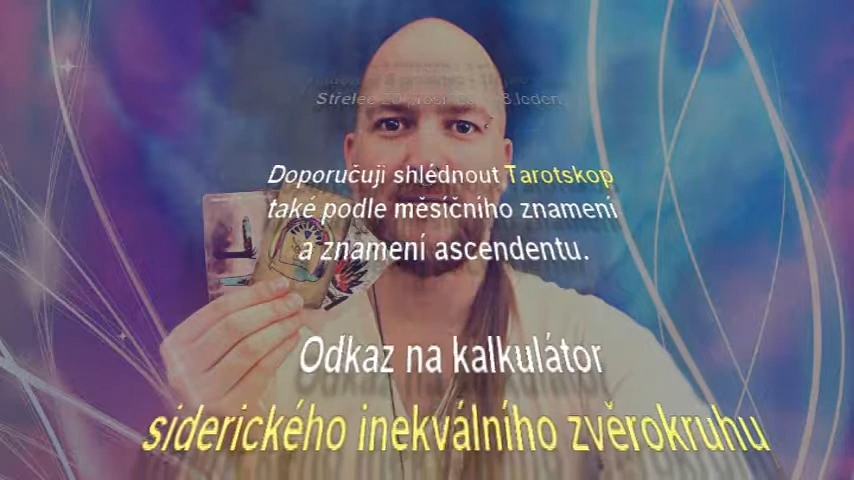 Střelec
Doporučuji shlédnout Tarotskop
také podle měsíčního znamení
a znamení ascendentu.
Odkaz na kalkulátor
siderického inekválního zvěrokruhu